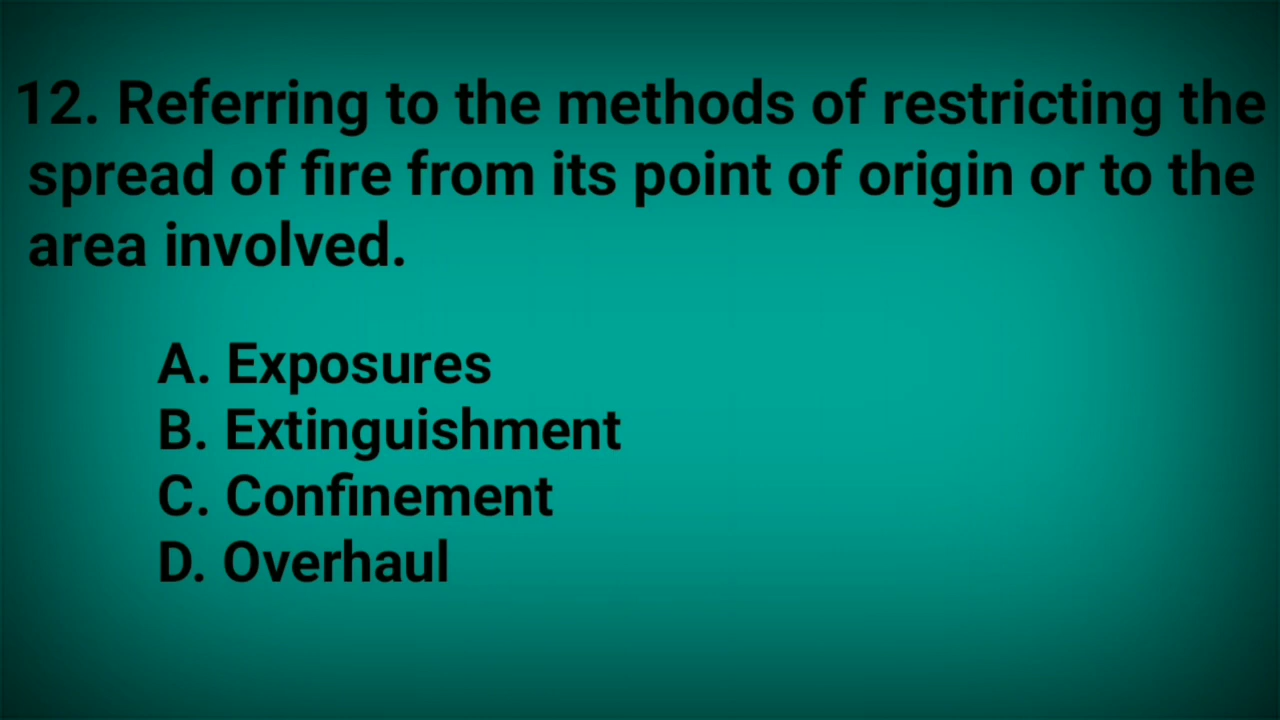 12. Referring to the methods of restricting the
spread of fire from its point of origin or to the
area involved.
A. Exposures
B. Extinguishment
C. Confinement
D. Overhaul